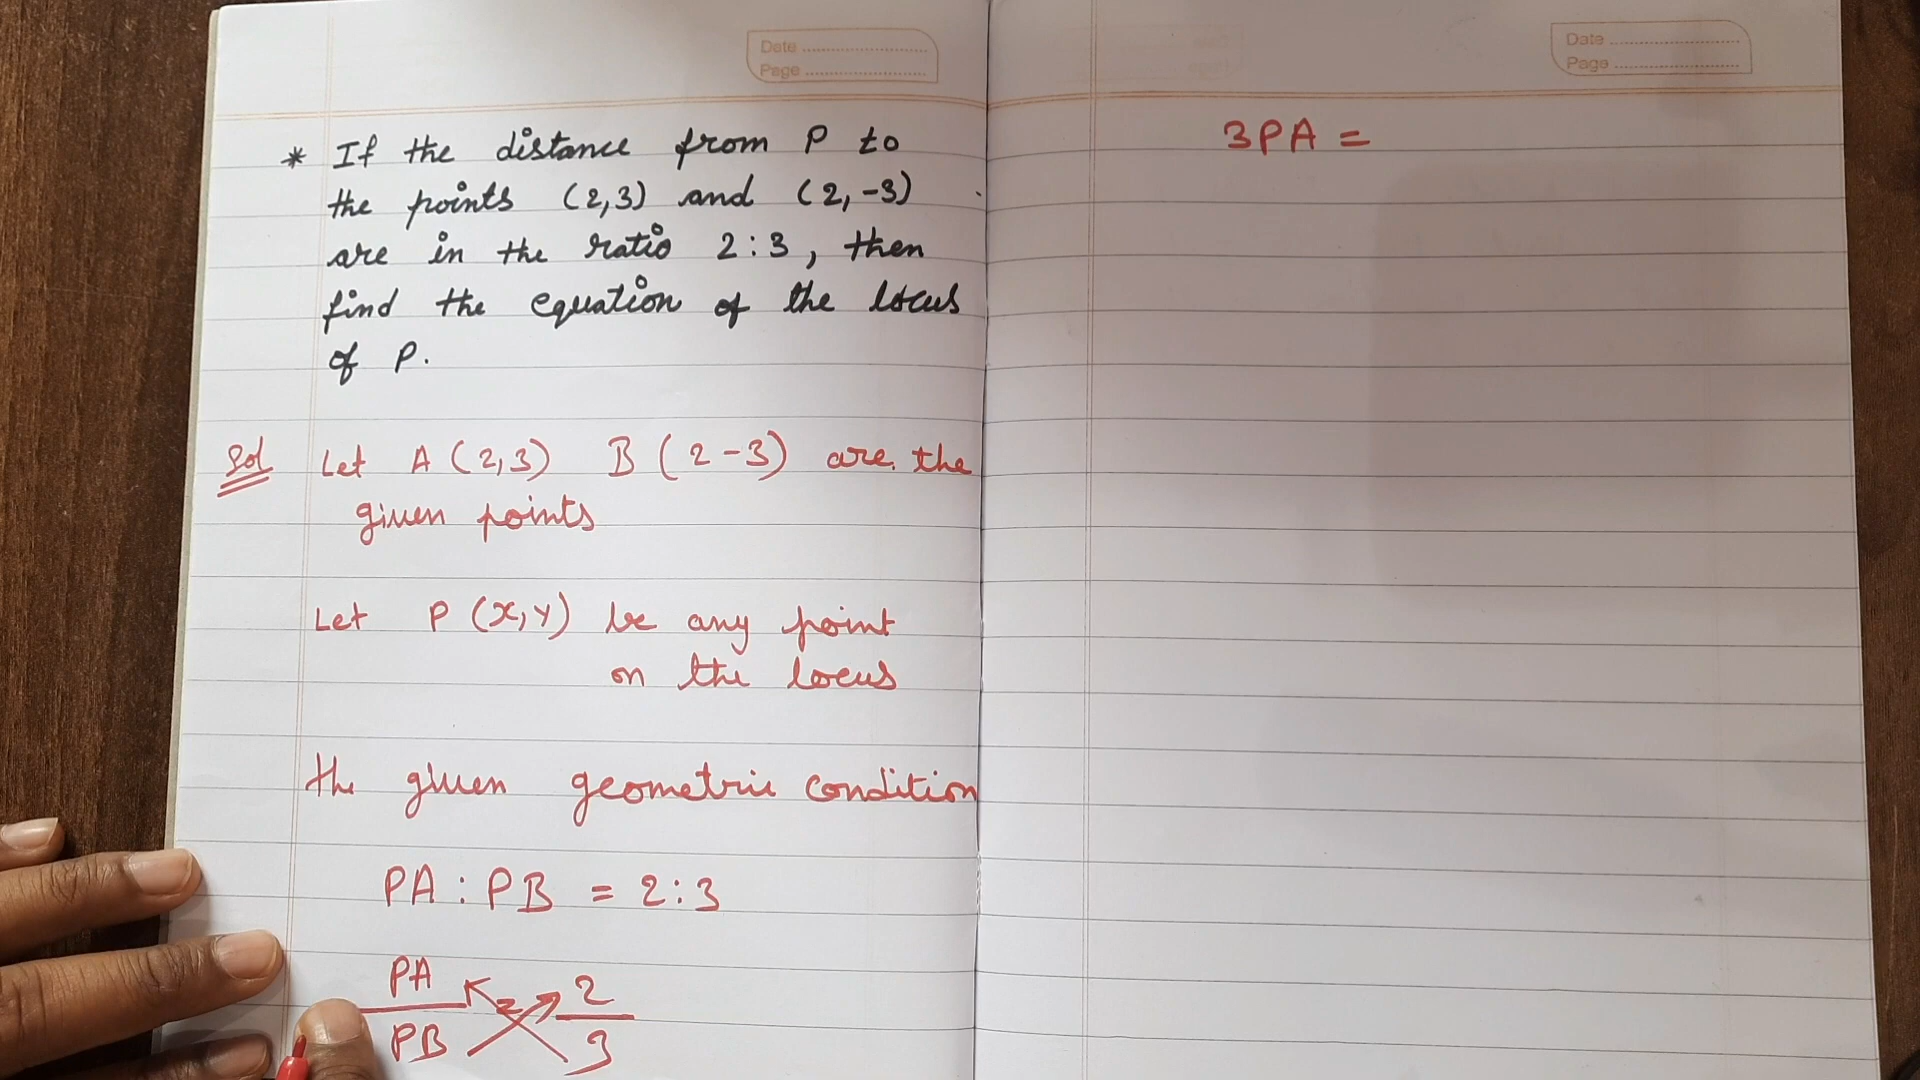 Date
Page
* If the distance from P to
the points (2,3) and (2,-3)
are in the ratio 2:3, then
find the equation of the locus
of P.
Sol Let A (2,3) B (2-3) are the
given points
Let P (x,y) be any point
on the locus
the given geometric condition
PA : PB = 2:3
PA = 2
PB 3
Date
Page
3PA =